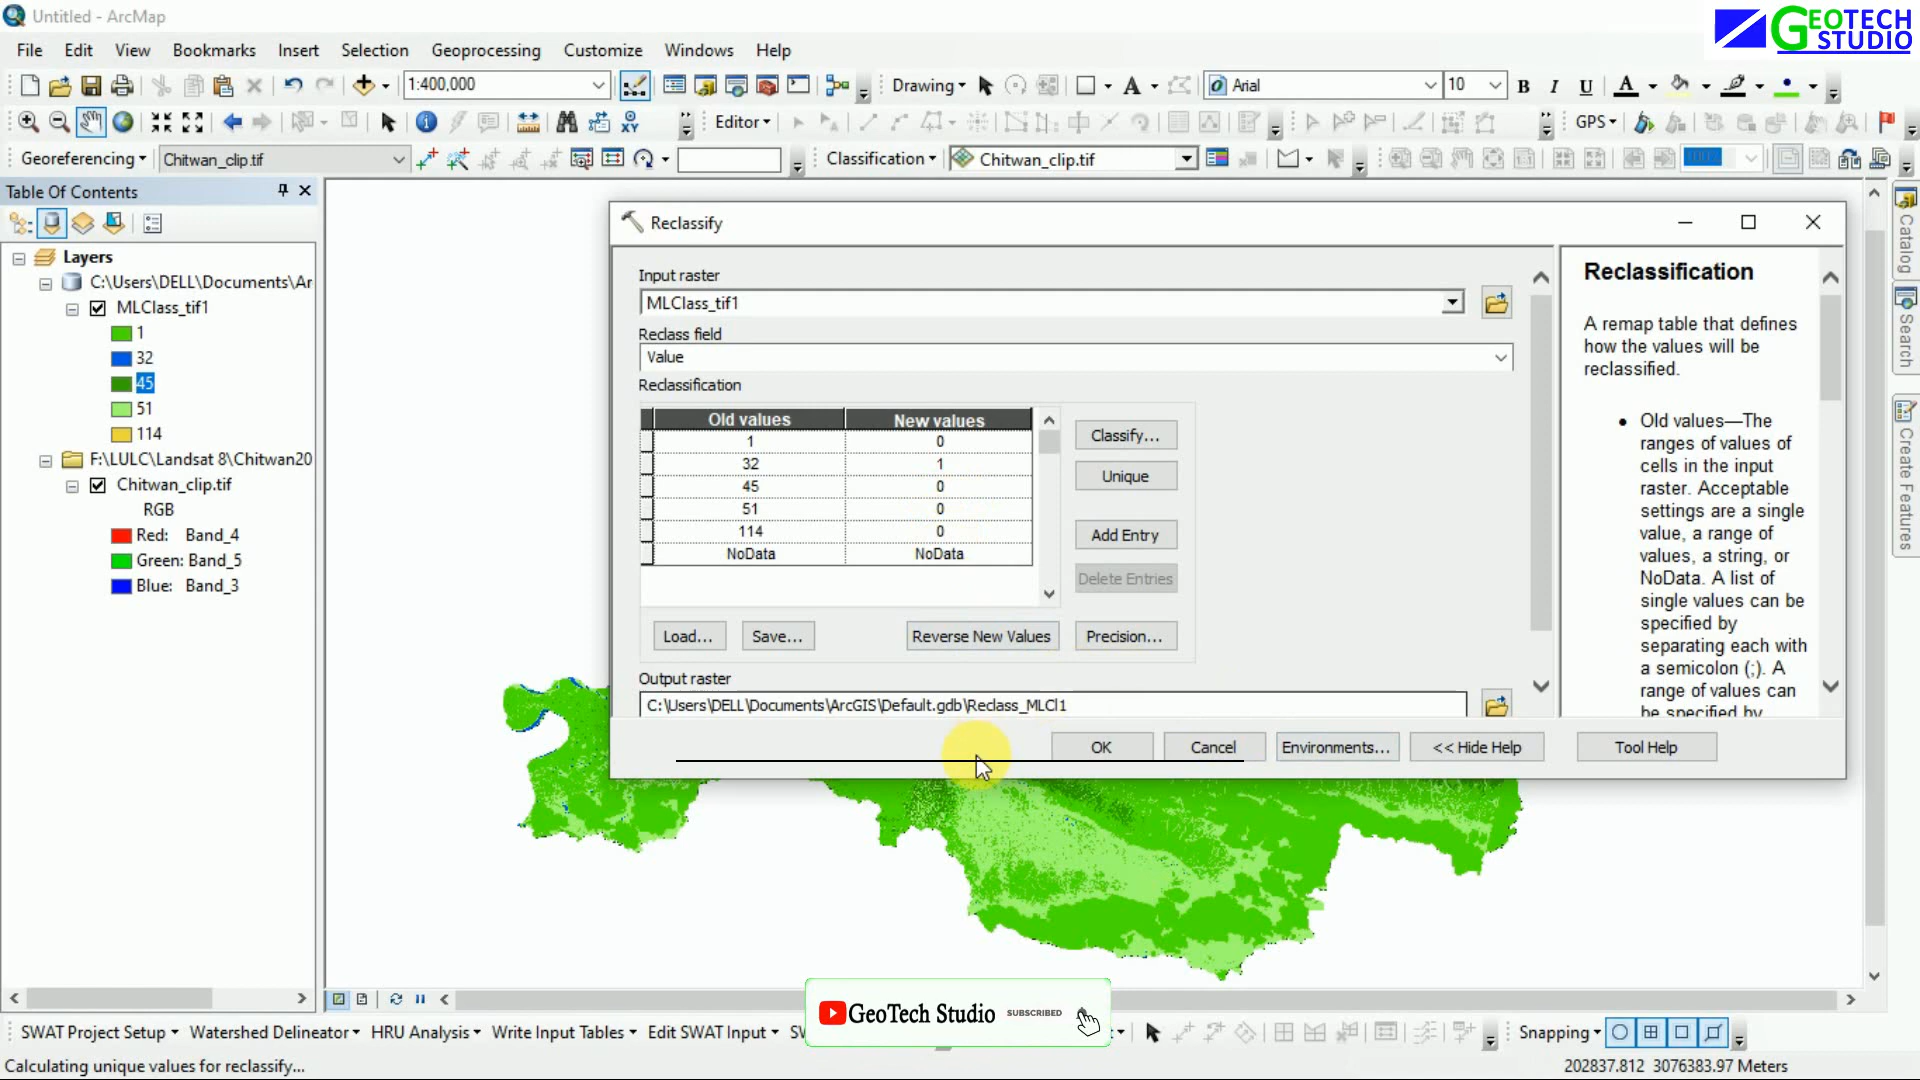 Untitled - ArcMap
GEOTECH
STUDIO
File Edit View Bookmarks Insert Selection Geoprocessing Customize Windows Help
1:400,000 Drawing Arial 10 B I U A
Editor GPS
Georeferencing Chitwan_clip.tif Classification Chitwan_clip.tif
Table Of Contents
Layers
C:\Users\DELL\Documents\Ar
MLClass_tif1
1
32
45
51
114
F:\LULC\Landsat 8\Chitwan20
Chitwan_clip.tif
RGB
Red: Band_4
Green: Band_5
Blue: Band_3
Reclassify
Input raster
MLClass_tif1
Reclass field
Value
Reclassification
Old values New values
1 0
32 1
45 0
51 0
114 0
NoData NoData
Classify...
Unique
Add Entry
Delete Entries
Load... Save... Reverse New Values Precision...
Output raster
C:\Users\DELL\Documents\ArcGIS\Default.gdb\Reclass_MLCl1
OK Cancel Environments... << Hide Help Tool Help
Reclassification
A remap table that defines
how the values will be
reclassified.
• Old values—The
ranges of values of
cells in the input
raster. Acceptable
settings are a single
value, a range of
values, a string, or
NoData. A list of
single values can be
specified by
separating each with
a semicolon (;). A
range of values can
be specified by
Catalog
Search
Create Features
GeoTech Studio SUBSCRIBED
SWAT Project Setup Watershed Delineator HRU Analysis Write Input Tables Edit SWAT Input Snapping
Calculating unique values for reclassify...
202837.812 3076383.97 Meters